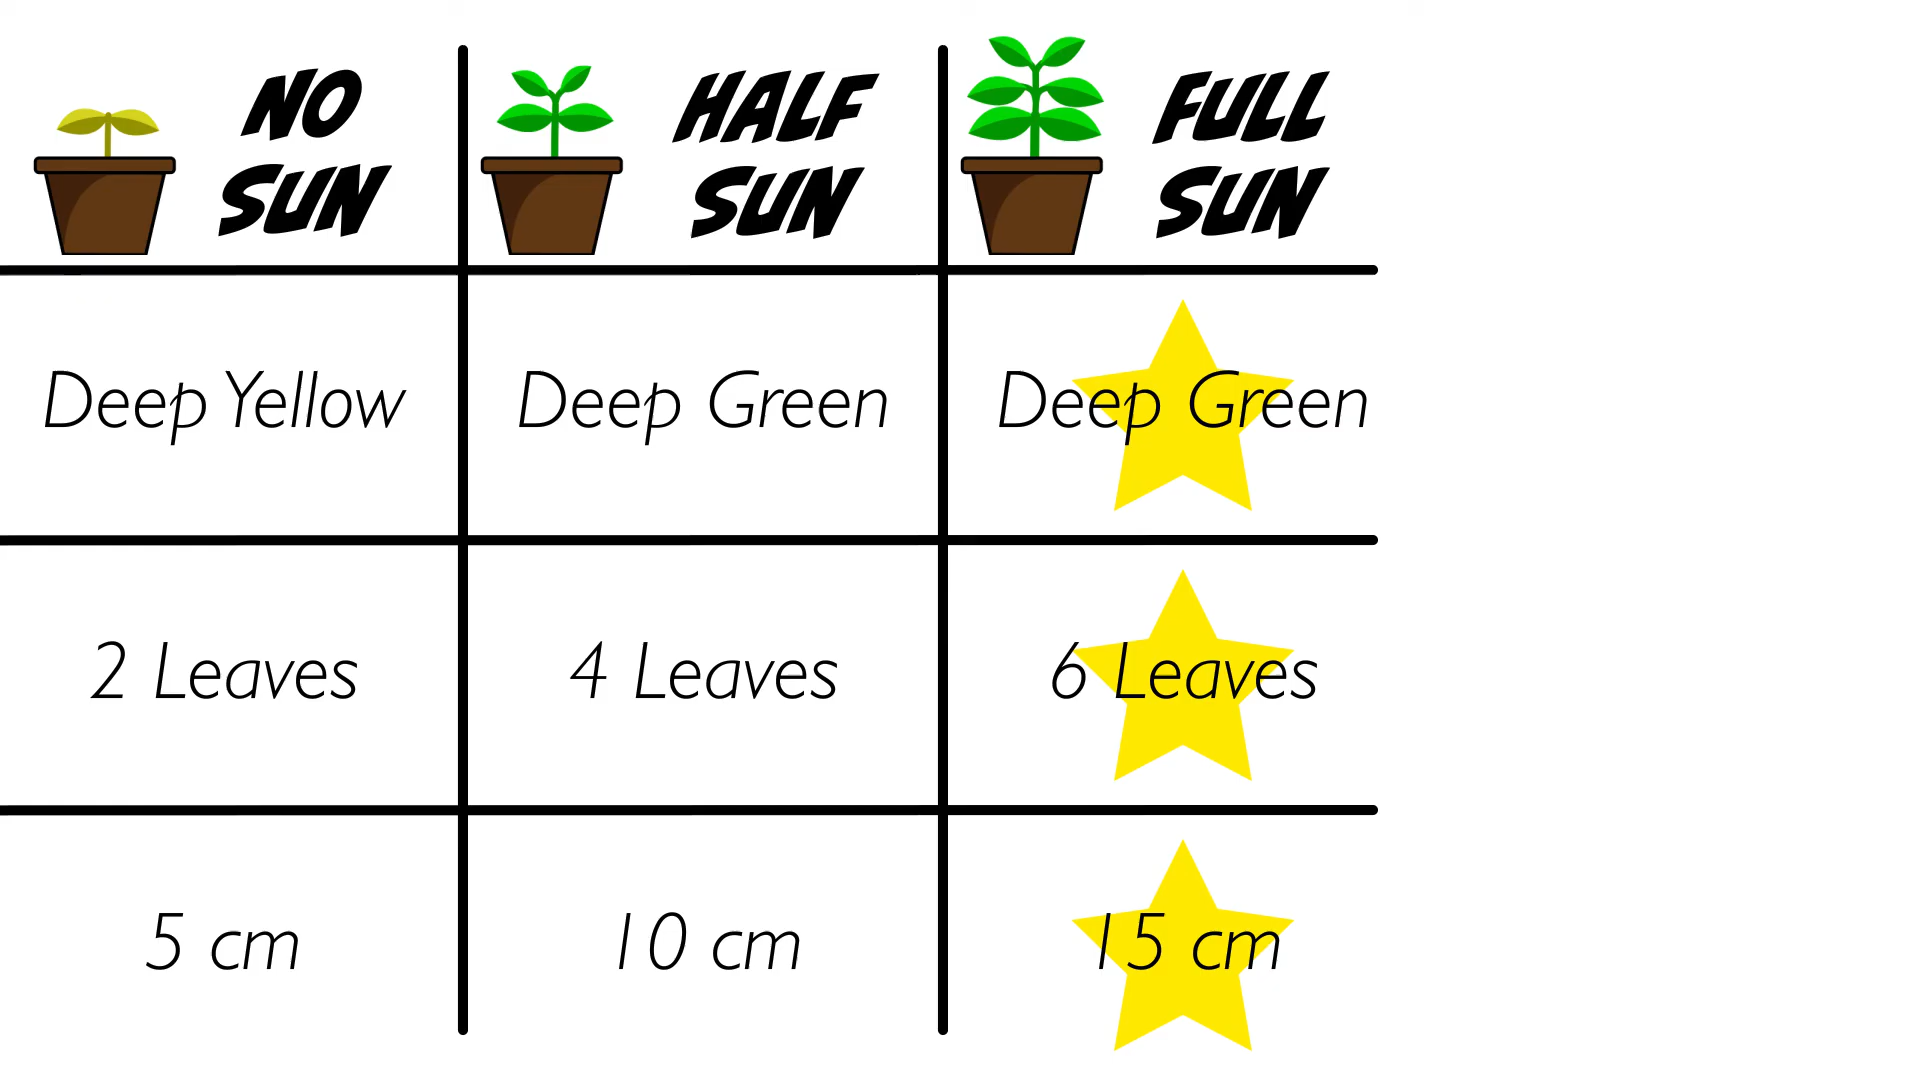 NO
SUN
HALF
SUN
FULL
SUN
Deep Yellow
Deep Green
Deep Green
2 Leaves
4 Leaves
6 Leaves
5 cm
10 cm
15 cm